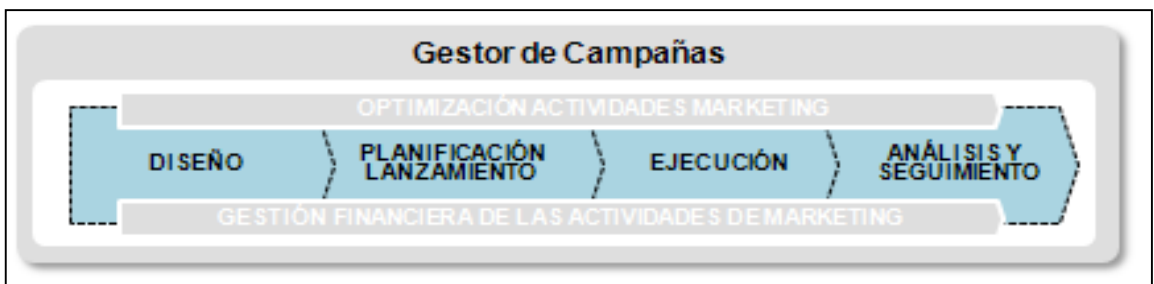 Gestor de Campañas
OPTIMIZACIÓN ACTIVIDADES MARKETING
DISEÑO
PLANIFICACIÓN
LANZAMIENTO
EJECUCIÓN
ANÁLISIS Y
SEGUIMIENTO
GESTIÓN FINANCIERA DE LAS ACTIVIDADES DE MARKETING